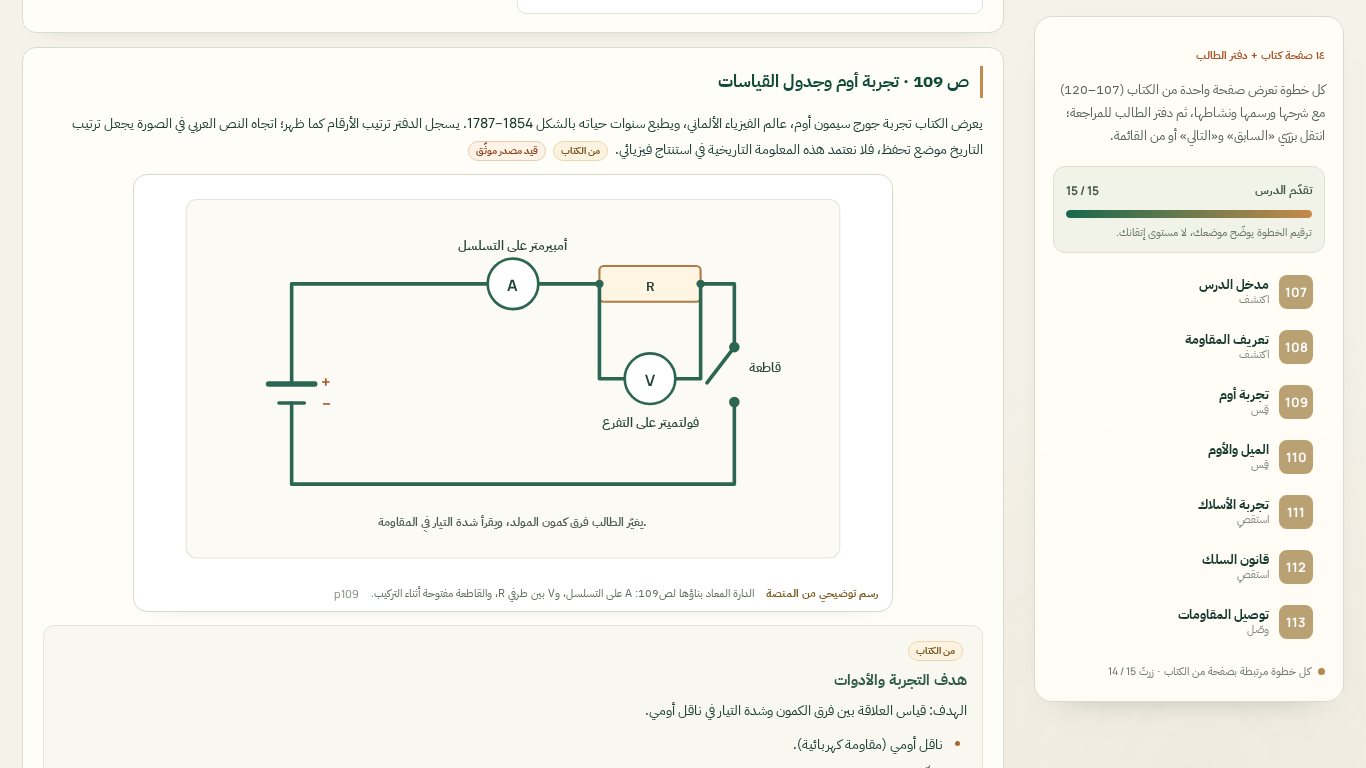 ١٤ صفحة كتاب + دفتر الطالب
كل خطوة تعرض صفحة واحدة من الكتاب (107–120)
مع شرحها ورسمها ونشاطها، ثم دفتر الطالب للمراجعة؛
انتقل بزرّي «السابق» و«التالي» أو من القائمة.
تقدّم الدرس
15 / 15
ترقيم الخطوة يوضّح موضعك، لا مستوى إتقانك.
107
مدخل الدرس
اكتشف
108
تعريف المقاومة
اكتشف
109
تجربة أوم
قِس
110
الميل والأوم
قِس
111
تجربة الأسلاك
استقصِ
112
قانون السلك
استقصِ
113
توصيل المقاومات
وصّل
كل خطوة مرتبطة بصفحة من الكتاب · زرتَ 14 / 15
ص 109 · تجربة أوم وجدول القياسات
يعرض الكتاب تجربة جورج سيمون أوم، عالم الفيزياء الألماني، ويطبع سنوات حياته بالشكل 1854–1787. يسجل الدفتر ترتيب الأرقام كما ظهر؛ اتجاه النص العربي في الصورة يجعل ترتيب
التاريخ موضع تحفظ، فلا نعتمد هذه المعلومة التاريخية في استنتاج فيزيائي. من الكتاب قيد مصدر موثّق
أمبيرمتر على التسلسل
A
R
V
قاطعة
فولتميتر على التفرع
+
−
يغيّر الطالب فرق كمون المولد، ويقرأ شدة التيار في المقاومة.
رسم توضيحي من المنصة الدارة المعاد بناؤها لص109: A على التسلسل، وV بين طرفي R، والقاطعة مفتوحة أثناء التركيب. p109
من الكتاب
هدف التجربة والأدوات
الهدف: قياس العلاقة بين فرق الكمون وشدة التيار في ناقل أومي.
ناقل أومي (مقاومة كهربائية).